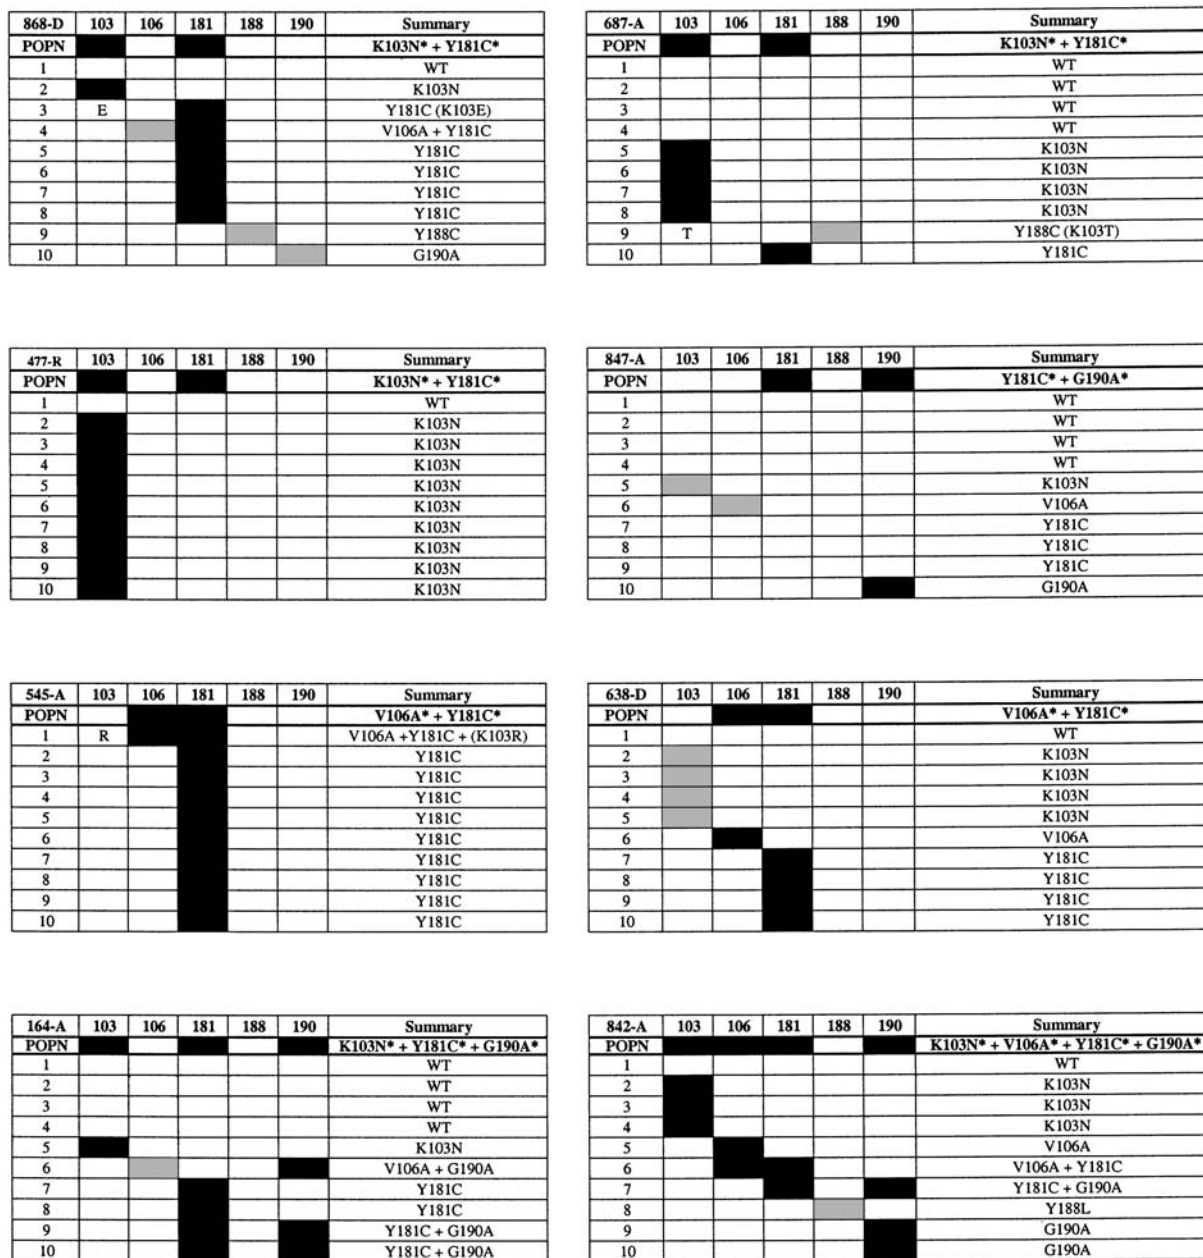 868-D 103 106 181 188 190 Summary
POPN K103N* + Y181C*
1 WT
2 K103N
3 E Y181C (K103E)
4 V106A + Y181C
5 Y181C
6 Y181C
7 Y181C
8 Y181C
9 Y188C
10 G190A
687-A 103 106 181 188 190 Summary
POPN K103N* + Y181C*
1 WT
2 WT
3 WT
4 WT
5 K103N
6 K103N
7 K103N
8 K103N
9 T Y188C (K103T)
10 Y181C
477-R 103 106 181 188 190 Summary
POPN K103N* + Y181C*
1 WT
2 K103N
3 K103N
4 K103N
5 K103N
6 K103N
7 K103N
8 K103N
9 K103N
10 K103N
847-A 103 106 181 188 190 Summary
POPN Y181C* + G190A*
1 WT
2 WT
3 WT
4 WT
5 K103N
6 V106A
7 Y181C
8 Y181C
9 Y181C
10 G190A
545-A 103 106 181 188 190 Summary
POPN V106A* + Y181C*
1 R V106A +Y181C + (K103R)
2 Y181C
3 Y181C
4 Y181C
5 Y181C
6 Y181C
7 Y181C
8 Y181C
9 Y181C
10 Y181C
638-D 103 106 181 188 190 Summary
POPN V106A* + Y181C*
1 WT
2 K103N
3 K103N
4 K103N
5 K103N
6 V106A
7 Y181C
8 Y181C
9 Y181C
10 Y181C
164-A 103 106 181 188 190 Summary
POPN K103N* + Y181C* + G190A*
1 WT
2 WT
3 WT
4 WT
5 K103N
6 V106A + G190A
7 Y181C
8 Y181C
9 Y181C + G190A
10 Y181C + G190A
842-A 103 106 181 188 190 Summary
POPN K103N* + V106A* + Y181C* + G190A*
1 WT
2 K103N
3 K103N
4 K103N
5 V106A
6 V106A + Y181C
7 Y181C + G190A
8 Y188L
9 G190A
10 G190A